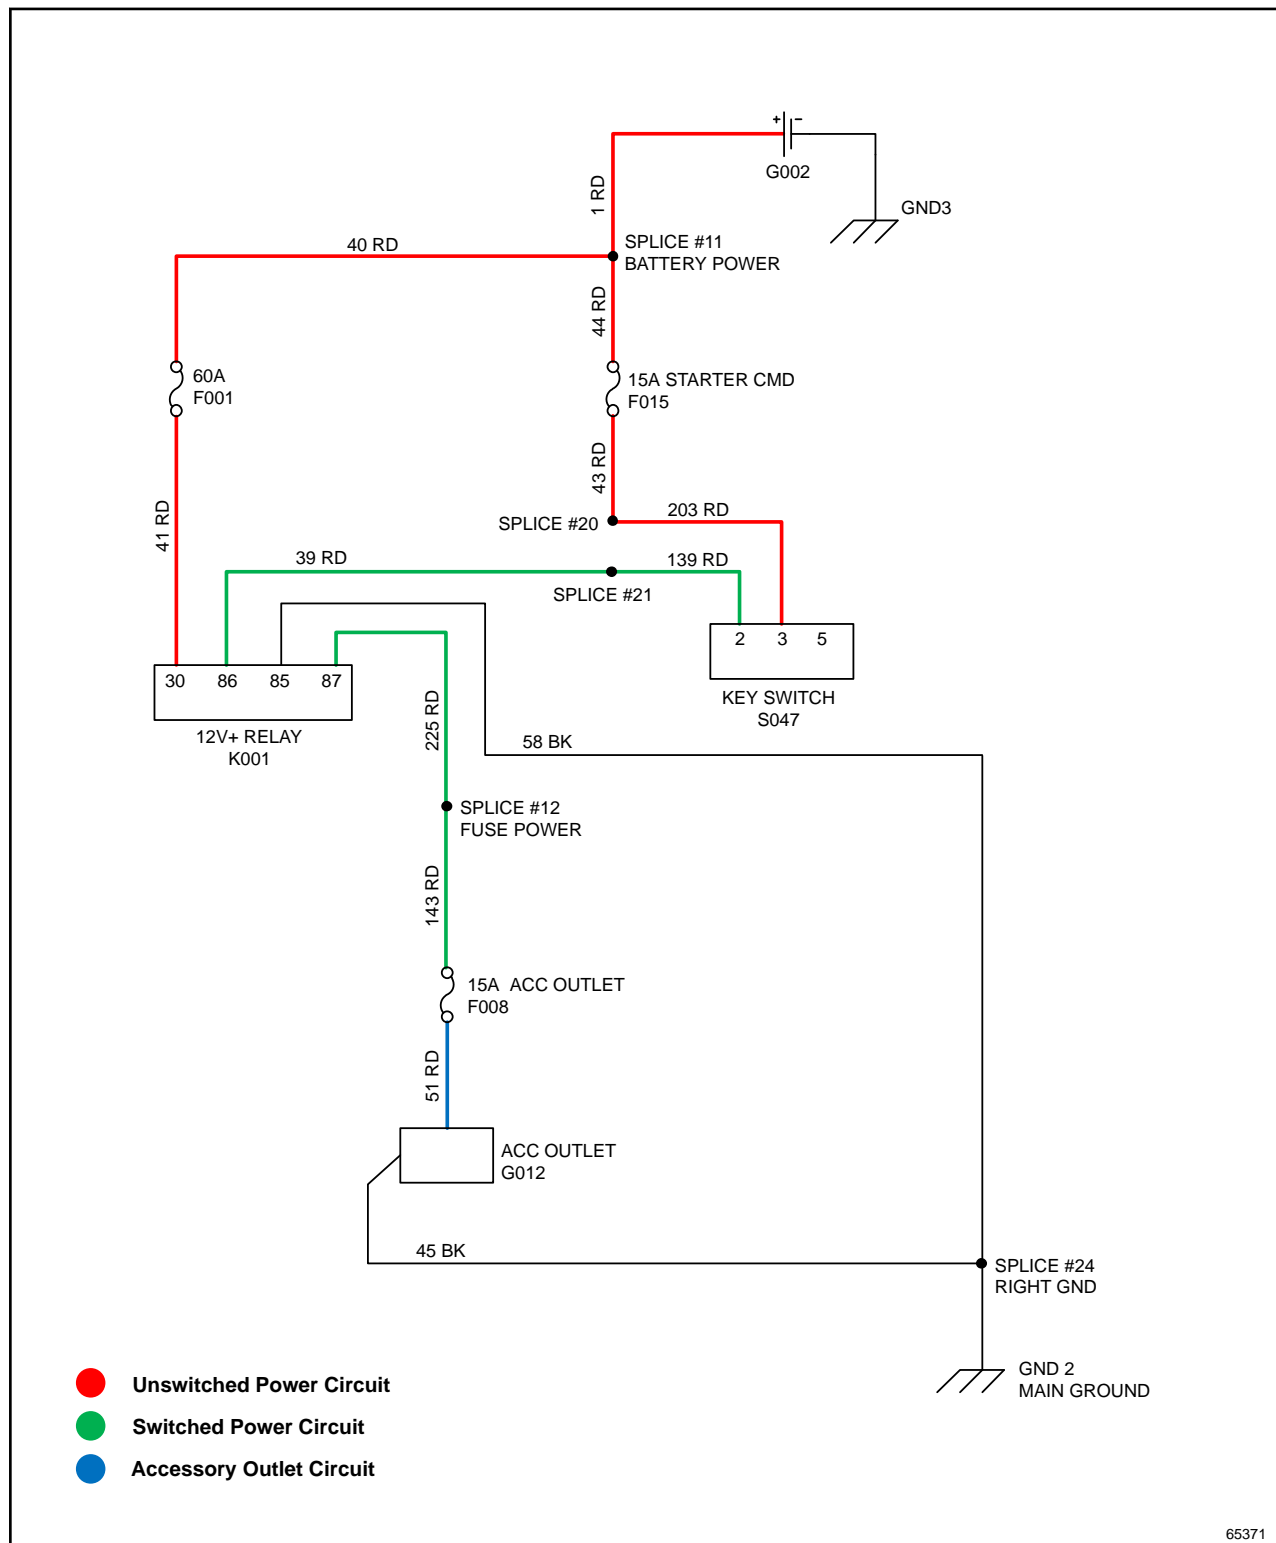 + −
G002
GND3
1 RD
40 RD
SPLICE #11
BATTERY POWER
44 RD
60A
F001
15A STARTER CMD
F015
43 RD
41 RD
SPLICE #20
203 RD
39 RD
139 RD
SPLICE #21
2 3 5
KEY SWITCH
S047
30 86 85 87
12V+ RELAY
K001
225 RD
58 BK
SPLICE #12
FUSE POWER
143 RD
15A  ACC OUTLET
F008
51 RD
ACC OUTLET
G012
45 BK
SPLICE #24
RIGHT GND
GND 2
MAIN GROUND
Unswitched Power Circuit
Switched Power Circuit
Accessory Outlet Circuit
65371